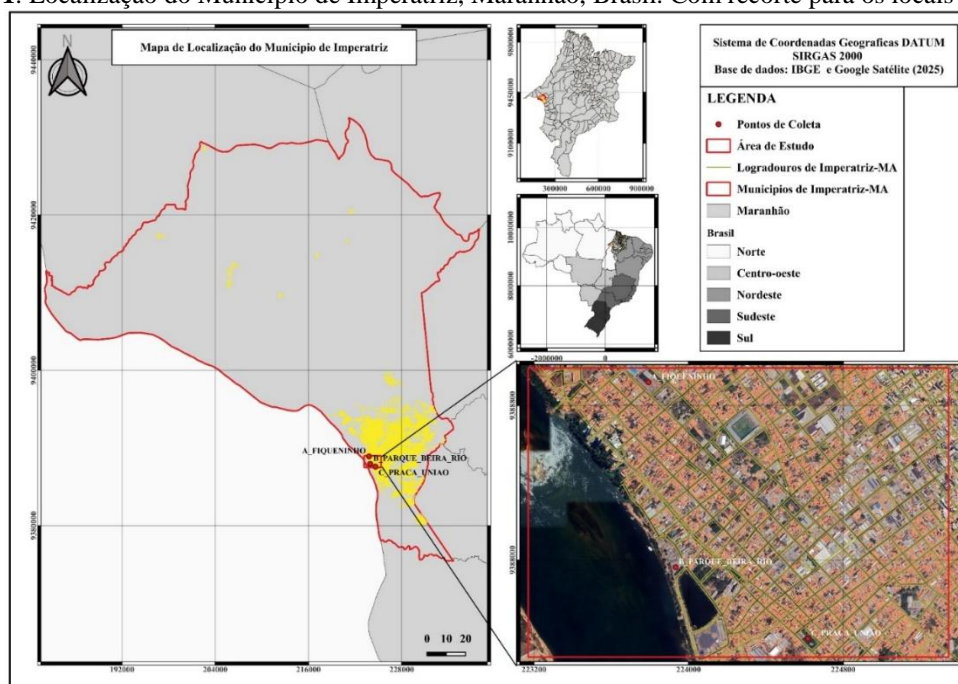 1. Localização do Município de Imperatriz, Maranhão, Brasil. Com recorte para os locais
Mapa de Localização do Municipio de Imperatriz
N
9440000
9420000
9400000
9380000
A_FIQUENINHO
B_PARQUE_BEIRA_RIO
C_PRACA_UNIAO
0 10 20
192000 204000 216000 228000
9800000
9450000
9100000
300000 600000 900000
10000000
8000000
6000000
-2000000 0
Sistema de Coordenadas Geograficas DATUM
SIRGAS 2000
Base de dados: IBGE e Google Satélite (2025)
LEGENDA
Pontos de Coleta
Área de Estudo
Logradouros de Imperatriz-MA
Municipios de Imperatriz-MA
Maranhão
Brasil
Norte
Centro-oeste
Nordeste
Sudeste
Sul
A_FIQUENINHO
B_PARQUE_BEIRA_RIO
C_PRACA_UNIAO
9388800
9388000
223200 224000 224800